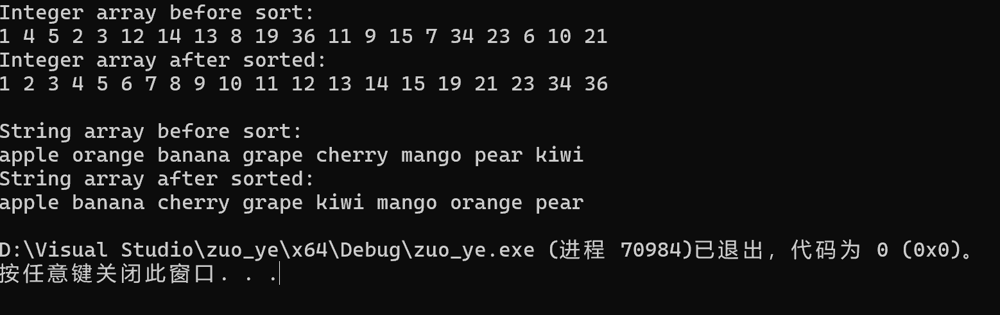 Integer array before sort:
1 4 5 2 3 12 14 13 8 19 36 11 9 15 7 34 23 6 10 21
Integer array after sorted:
1 2 3 4 5 6 7 8 9 10 11 12 13 14 15 19 21 23 34 36
String array before sort:
apple orange banana grape cherry mango pear kiwi
String array after sorted:
apple banana cherry grape kiwi mango orange pear
D:\Visual Studio\zuo_ye\x64\Debug\zuo_ye.exe (进程 70984)已退出，代码为 0 (0x0)。
按任意键关闭此窗口. . .